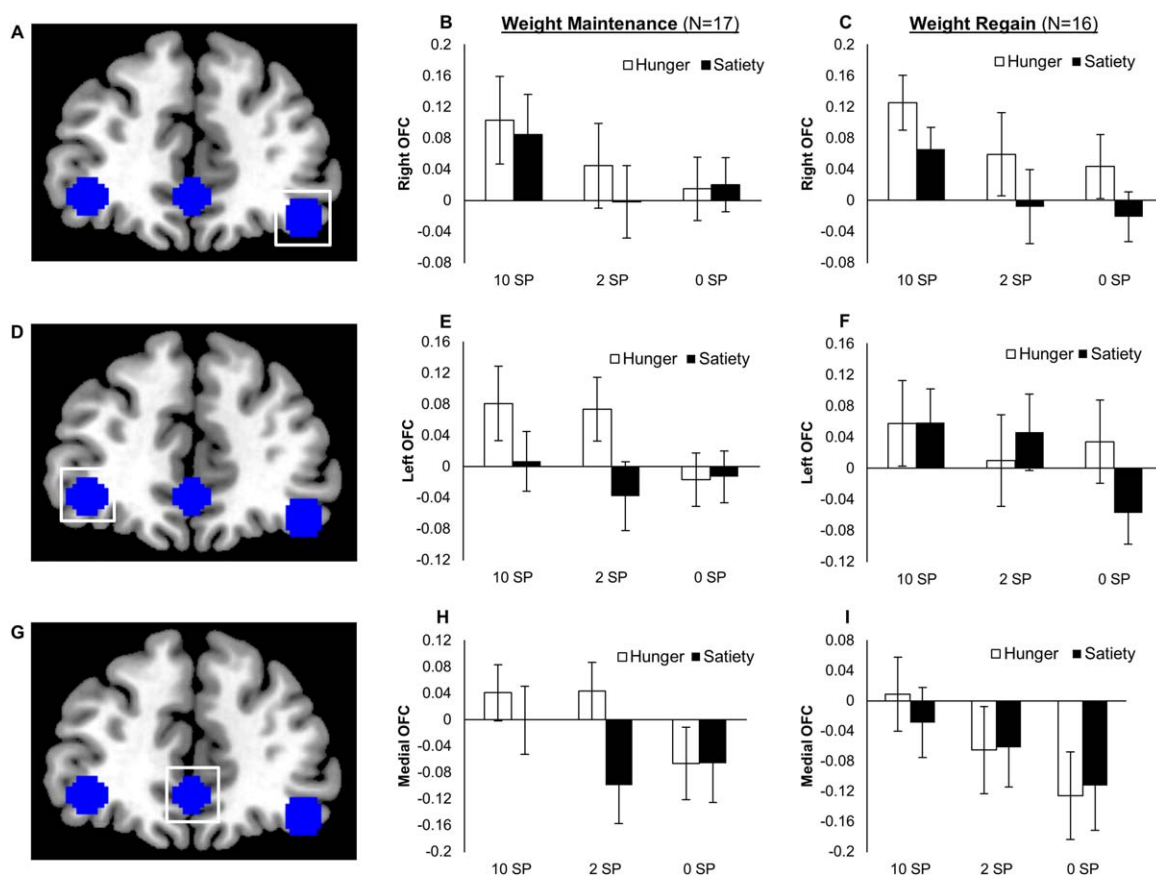 A
B
Weight Maintenance (N=17)
C
Weight Regain (N=16)
0.2
0.16
0.12
0.08
0.04
0
-0.04
-0.08
Right OFC
Hunger Satiety
10 SP 2 SP 0 SP
0.2
0.16
0.12
0.08
0.04
0
-0.04
-0.08
Right OFC
Hunger Satiety
10 SP 2 SP 0 SP
D
E
0.16
0.12
0.08
0.04
0
-0.04
-0.08
-0.12
Left OFC
Hunger Satiety
10 SP 2 SP 0 SP
F
0.16
0.12
0.08
0.04
0
-0.04
-0.08
-0.12
Left OFC
Hunger Satiety
10 SP 2 SP 0 SP
G
H
0.12
0.08
0.04
0
-0.04
-0.08
-0.12
-0.16
-0.2
Medial OFC
Hunger Satiety
10 SP 2 SP 0 SP
I
0.08
0.04
0
-0.04
-0.08
-0.12
-0.16
-0.2
Medial OFC
Hunger Satiety
10 SP 2 SP 0 SP